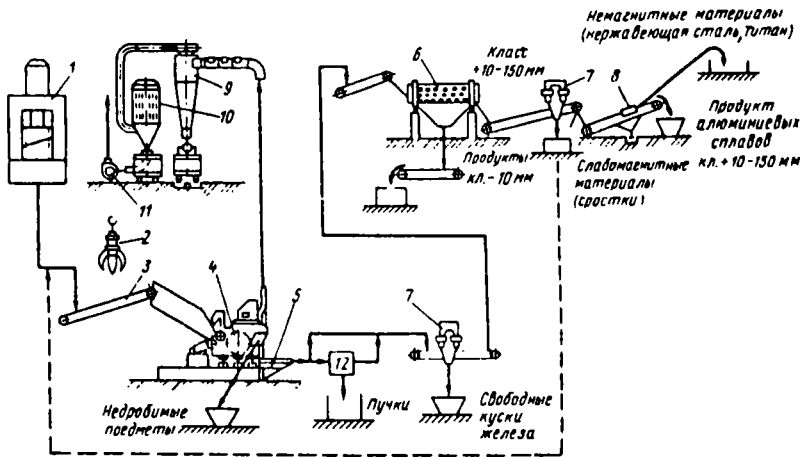 Немагнитные материалы
(нержавеющая сталь, титан)
1
9
10
11
6
Класс
+10-150 мм
7
8
Продукт
алюминиевых
сплавов
кл. +10-150 мм
Продукты
кл. -10 мм
Слабомагнитные
материалы
(сростки)
2
3
4
5
7
12
Недробимые
предметы
Пучки
Свободные
куски
железа